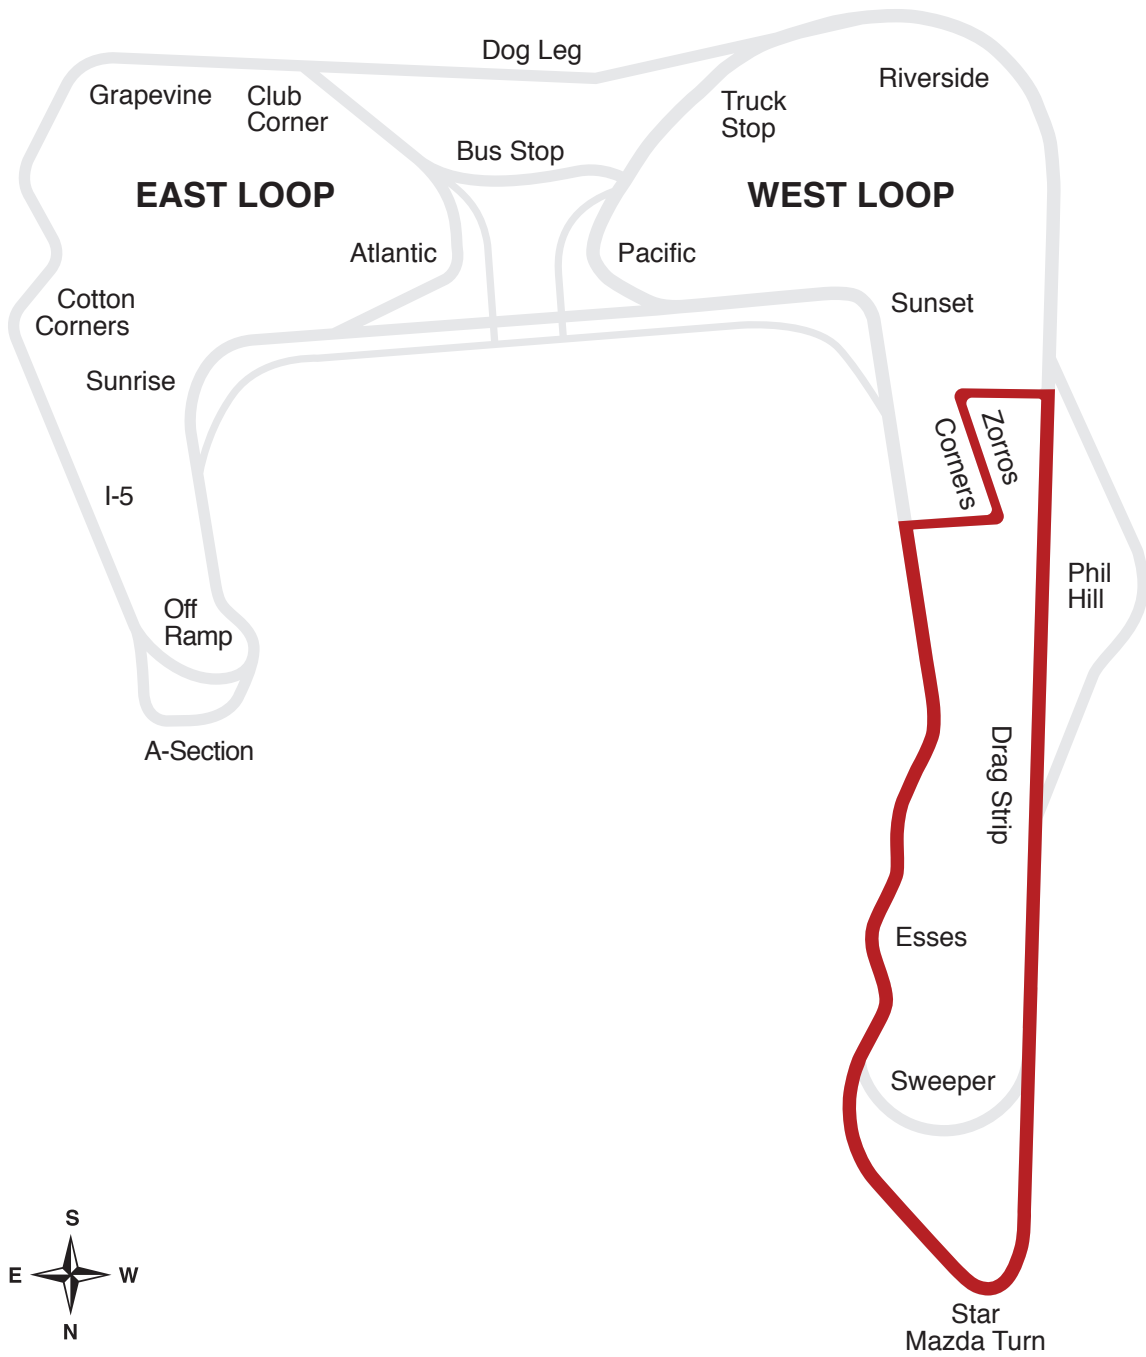 Dog Leg
Riverside
Grapevine
Club
Corner
Truck
Stop
Bus Stop
EAST LOOP
WEST LOOP
Atlantic
Pacific
Cotton
Corners
Sunset
Sunrise
Zorros
Corners
I-5
Phil
Hill
Off
Ramp
A-Section
Drag Strip
Esses
Sweeper
S
E
W
N
Star
Mazda Turn